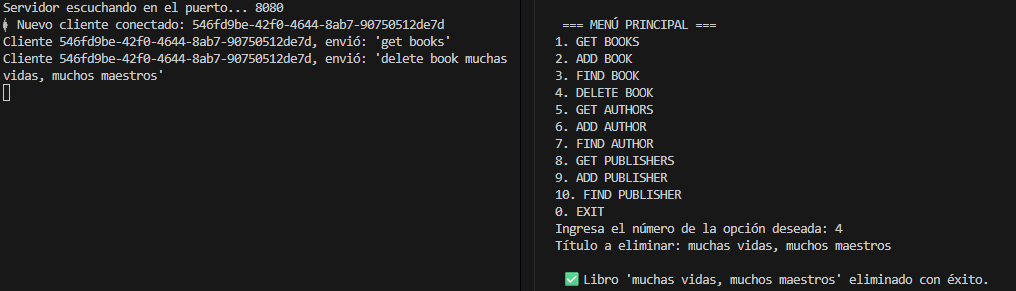 Servidor escuchando en el puerto... 8080
Nuevo cliente conectado: 546fd9be-42f0-4644-8ab7-90750512de7d
Cliente 546fd9be-42f0-4644-8ab7-90750512de7d, envió: 'get books'
Cliente 546fd9be-42f0-4644-8ab7-90750512de7d, envió: 'delete book muchas
vidas, muchos maestros'
=== MENÚ PRINCIPAL ===
1. GET BOOKS
2. ADD BOOK
3. FIND BOOK
4. DELETE BOOK
5. GET AUTHORS
6. ADD AUTHOR
7. FIND AUTHOR
8. GET PUBLISHERS
9. ADD PUBLISHER
10. FIND PUBLISHER
0. EXIT
Ingresa el número de la opción deseada: 4
Título a eliminar: muchas vidas, muchos maestros
✅ Libro 'muchas vidas, muchos maestros' eliminado con éxito.